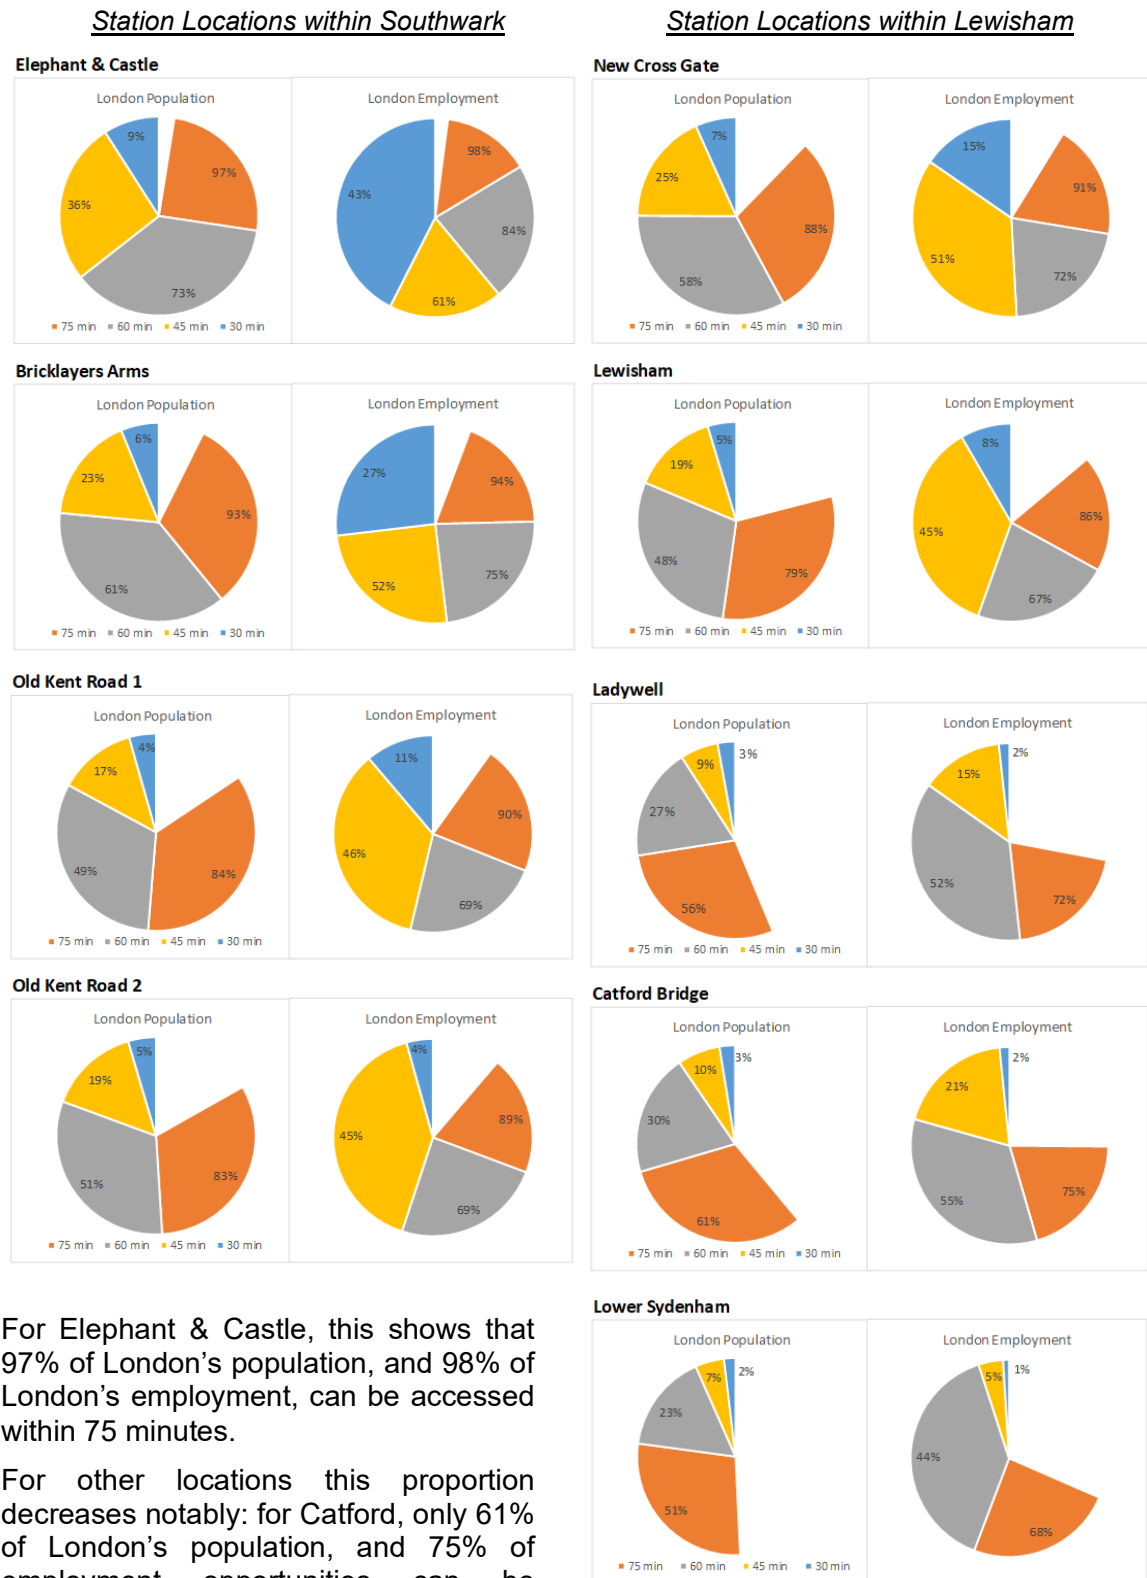 Station Locations within Southwark
Elephant & Castle
London Population
9%
97%
36%
73%
London Employment
98%
43%
84%
61%
75 min 60 min 45 min 30 min
Bricklayers Arms
London Population
6%
23%
93%
61%
London Employment
27%
94%
52%
75%
75 min 60 min 45 min 30 min
Old Kent Road 1
London Population
4%
17%
49%
84%
London Employment
11%
90%
46%
69%
75 min 60 min 45 min 30 min
Old Kent Road 2
London Population
5%
19%
51%
83%
London Employment
4%
89%
45%
69%
75 min 60 min 45 min 30 min
For Elephant & Castle, this shows that
97% of London's population, and 98% of
London's employment, can be accessed
within 75 minutes.
For other locations this proportion
decreases notably: for Catford, only 61%
of London's population, and 75% of
employment opportunities can be
Station Locations within Lewisham
New Cross Gate
London Population
7%
25%
88%
58%
London Employment
15%
91%
51%
72%
75 min 60 min 45 min 30 min
Lewisham
London Population
5%
19%
48%
79%
London Employment
8%
86%
45%
67%
75 min 60 min 45 min 30 min
Ladywell
London Population
3%
9%
27%
56%
London Employment
2%
15%
52%
72%
75 min 60 min 45 min 30 min
Catford Bridge
London Population
3%
10%
30%
61%
London Employment
2%
21%
55%
75%
75 min 60 min 45 min 30 min
Lower Sydenham
London Population
2%
7%
23%
51%
London Employment
1%
5%
44%
68%
75 min 60 min 45 min 30 min